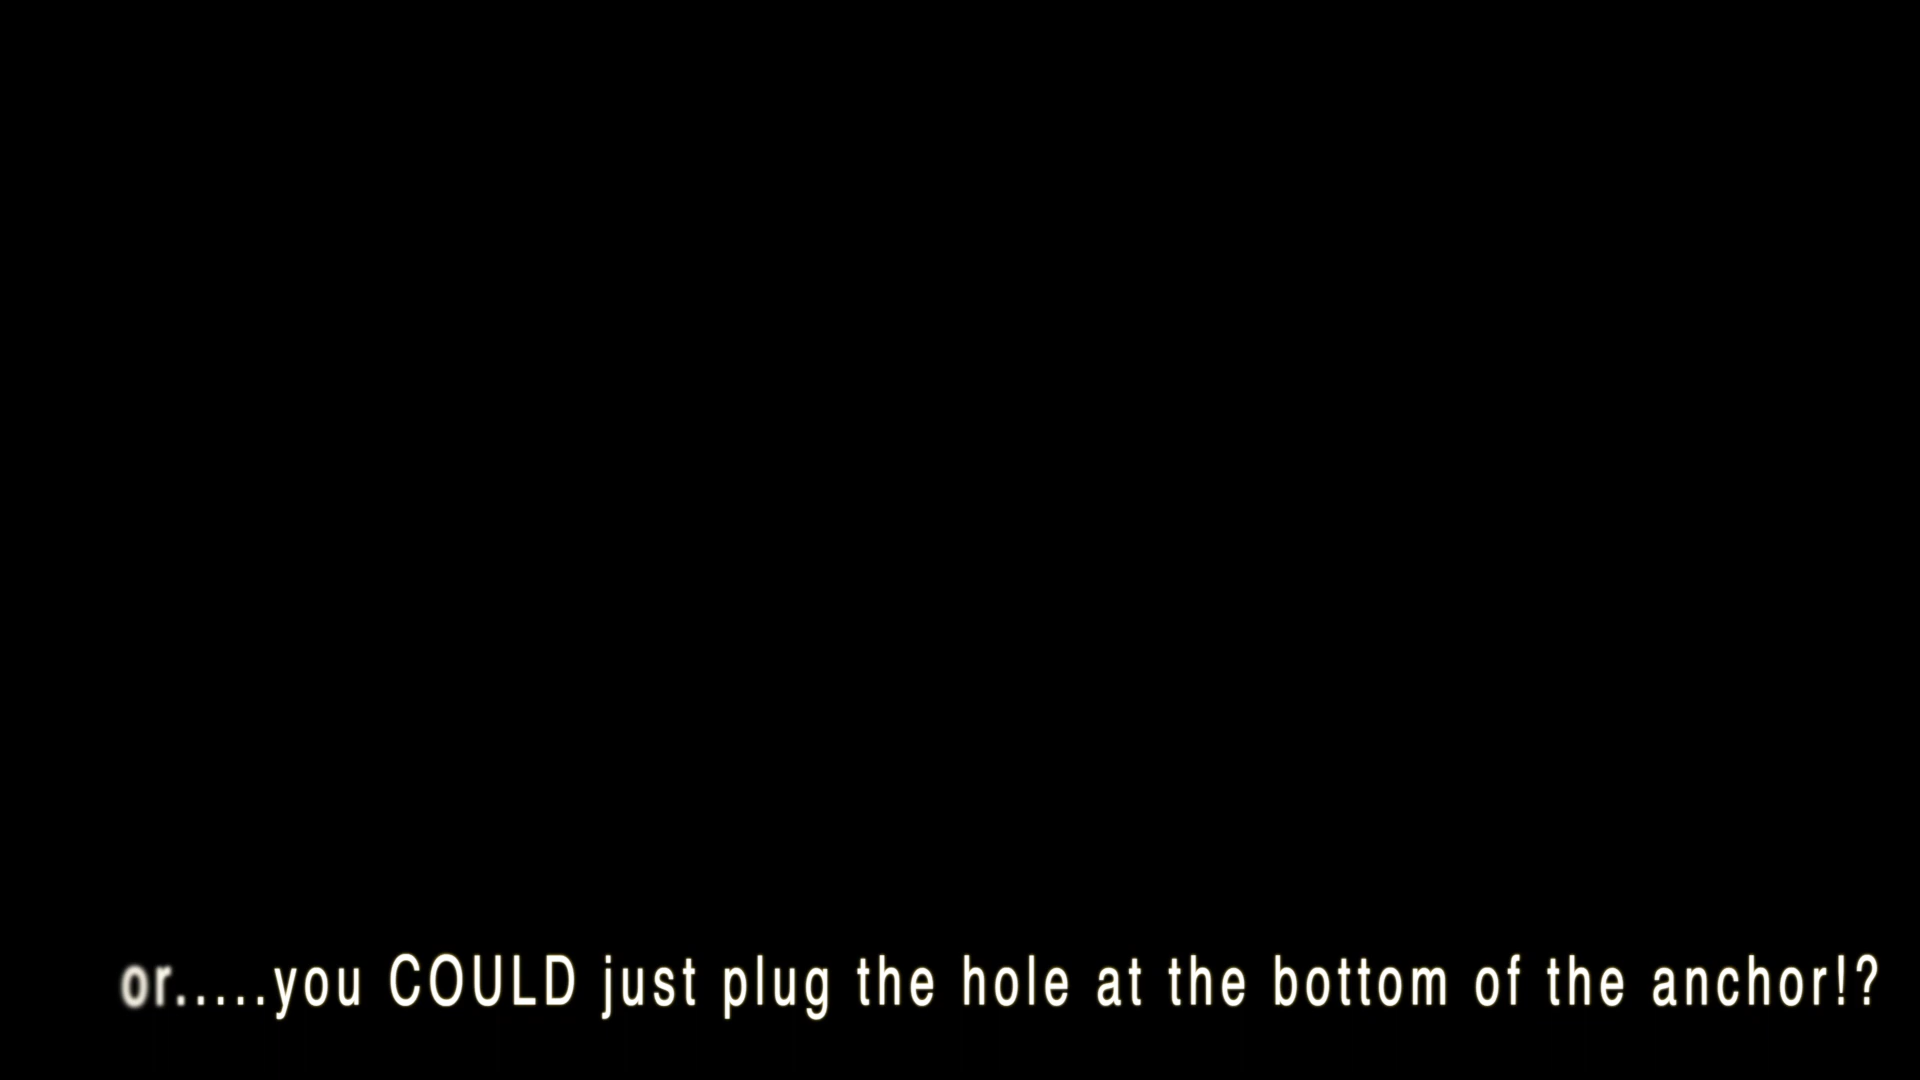 or.....you COULD just plug the hole at the bottom of the anchor!?